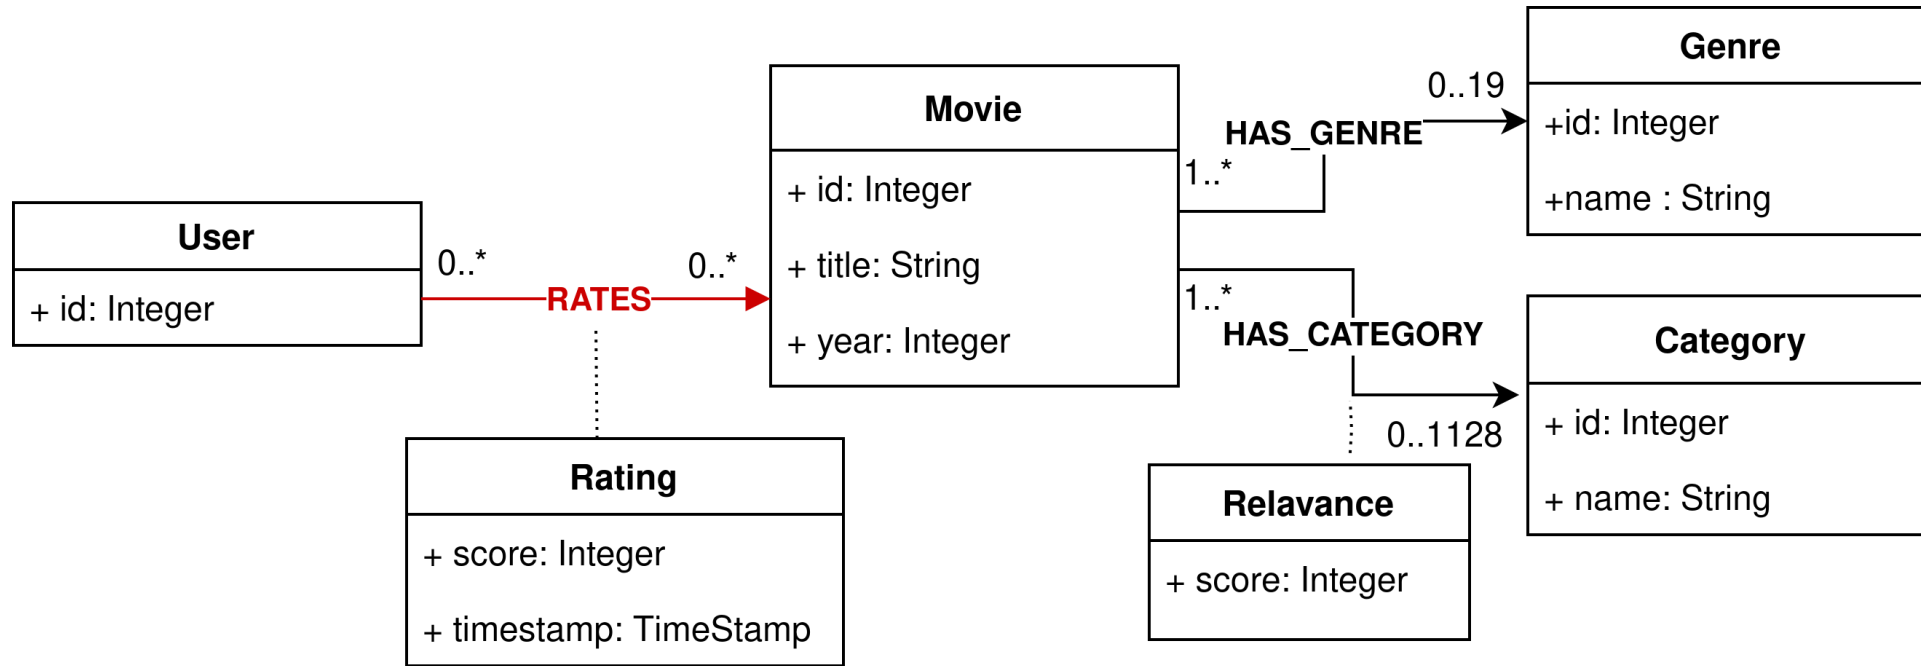 User
+ id: Integer
0..*
RATES
0..*
Rating
+ score: Integer
+ timestamp: TimeStamp
Movie
+ id: Integer
+ title: String
+ year: Integer
1..*
HAS_GENRE
0..19
Genre
+id: Integer
+name : String
1..*
HAS_CATEGORY
0..1128
Relavance
+ score: Integer
Category
+ id: Integer
+ name: String